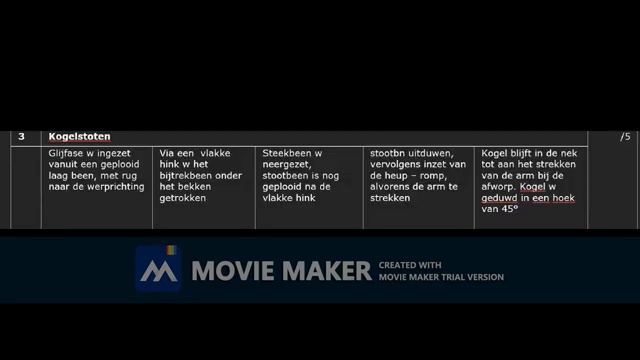 3 Kogelstoten /5
Glijfase w ingezet
vanuit een geplooid
laag been, met rug
naar de werprichting
Via een vlakke
hink w het
bijtrekbeen onder
het bekken
getrokken
Steekbeen w
neergezet,
stootbeen is nog
geplooid na de
vlakke hink
stootbn uitduwen,
vervolgens inzet van
de heup – romp,
alvorens de arm te
strekken
Kogel blijft in de nek
tot aan het strekken
van de arm bij de
afworp. Kogel w
geduwd in een hoek
van 45°
MOVIE MAKER
CREATED WITH
MOVIE MAKER TRIAL VERSION